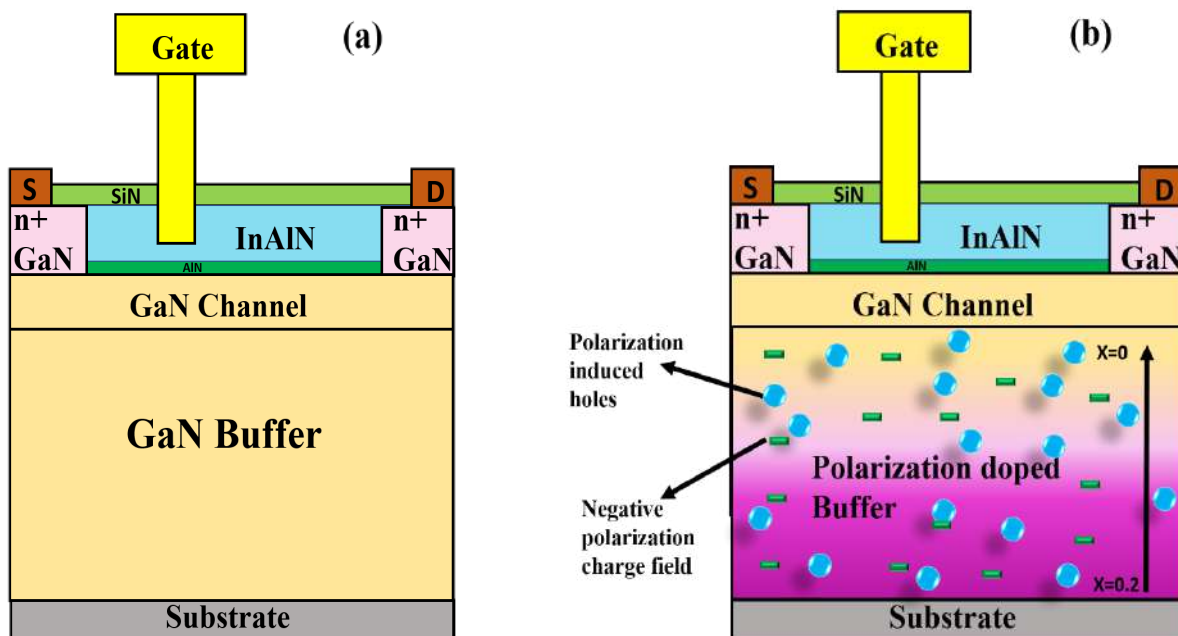 (a)
Gate
S
SiN
D
n+
GaN
InAlN
AlN
n+
GaN
GaN Channel
GaN Buffer
Substrate
(b)
Gate
S
SiN
D
n+
GaN
InAlN
AlN
n+
GaN
GaN Channel
Polarization
induced
holes
X=0
Polarization doped
Buffer
Negative
polarization
charge field
X=0.2
Substrate